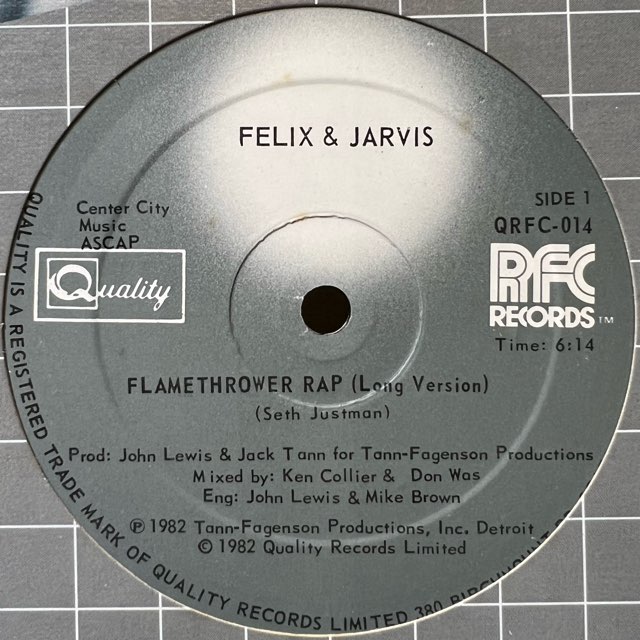 FELIX & JARVIS
Center City
Music
ASCAP
Quality
SIDE 1
QRFC-014
RFC
RECORDS™
Time: 6:14
FLAMETHROWER RAP (Long Version)
(Seth Justman)
Prod: John Lewis & Jack Tann for Tann-Fagenson Productions
Mixed by: Ken Collier & Don Was
Eng: John Lewis & Mike Brown
℗ 1982 Tann-Fagenson Productions, Inc. Detroit
© 1982 Quality Records Limited
QUALITY IS A REGISTERED TRADE MARK OF QUALITY RECORDS LIMITED 380